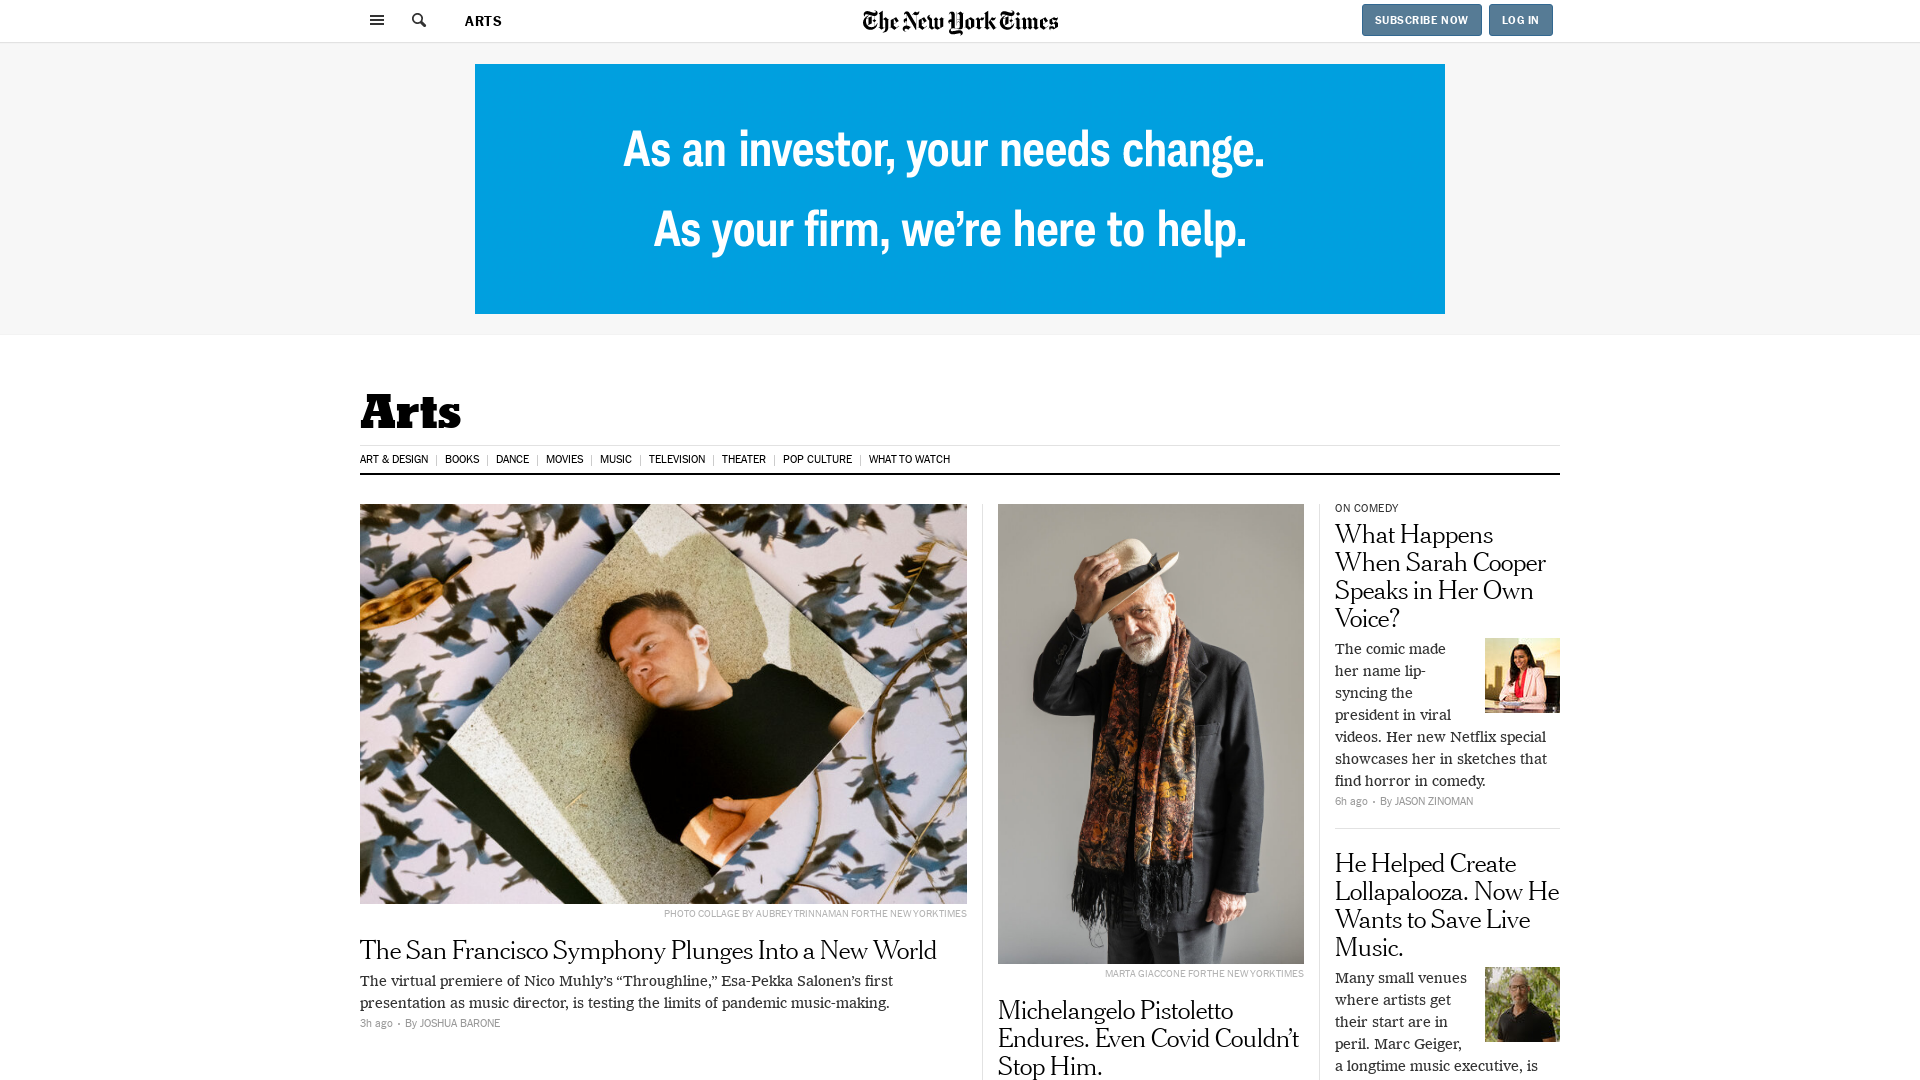 ARTS
The New York Times
SUBSCRIBE NOW
LOG IN
As an investor, your needs change.
As your firm, we're here to help.
Arts
ART & DESIGN
BOOKS
DANCE
MOVIES
MUSIC
TELEVISION
THEATER
POP CULTURE
WHAT TO WATCH
PHOTO COLLAGE BY AUBREY TRINNAMAN FOR THE NEW YORK TIMES
The San Francisco Symphony Plunges Into a New World
The virtual premiere of Nico Muhly's “Throughline,” Esa-Pekka Salonen's first
presentation as music director, is testing the limits of pandemic music-making.
3h ago · By JOSHUA BARONE
MARTA GIACCONE FOR THE NEW YORK TIMES
Michelangelo Pistoletto
Endures. Even Covid Couldn't
Stop Him.
ON COMEDY
What Happens
When Sarah Cooper
Speaks in Her Own
Voice?
The comic made
her name lip-
syncing the
president in viral
videos. Her new Netflix special
showcases her in sketches that
find horror in comedy.
6h ago · By JASON ZINOMAN
He Helped Create
Lollapalooza. Now He
Wants to Save Live
Music.
Many small venues
where artists get
their start are in
peril. Marc Geiger,
a longtime music executive, is